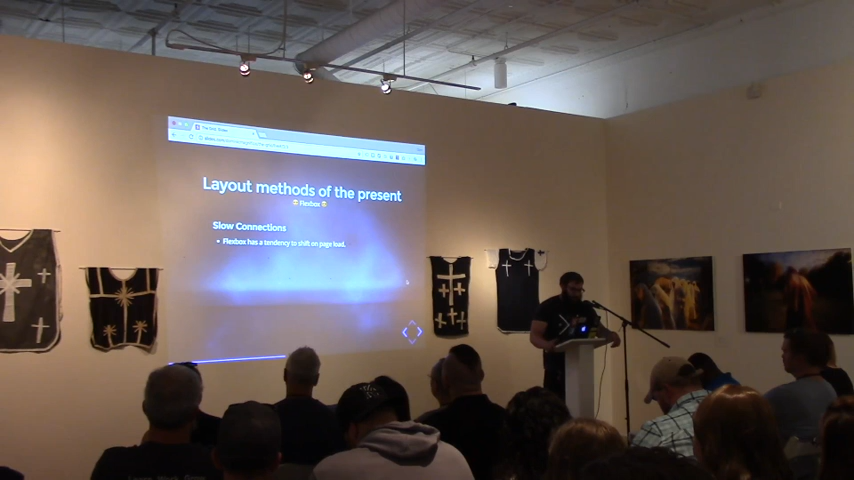 Layout methods of the present
Flexbox
Slow Connections
• Flexbox has a tendency to shift on page load.